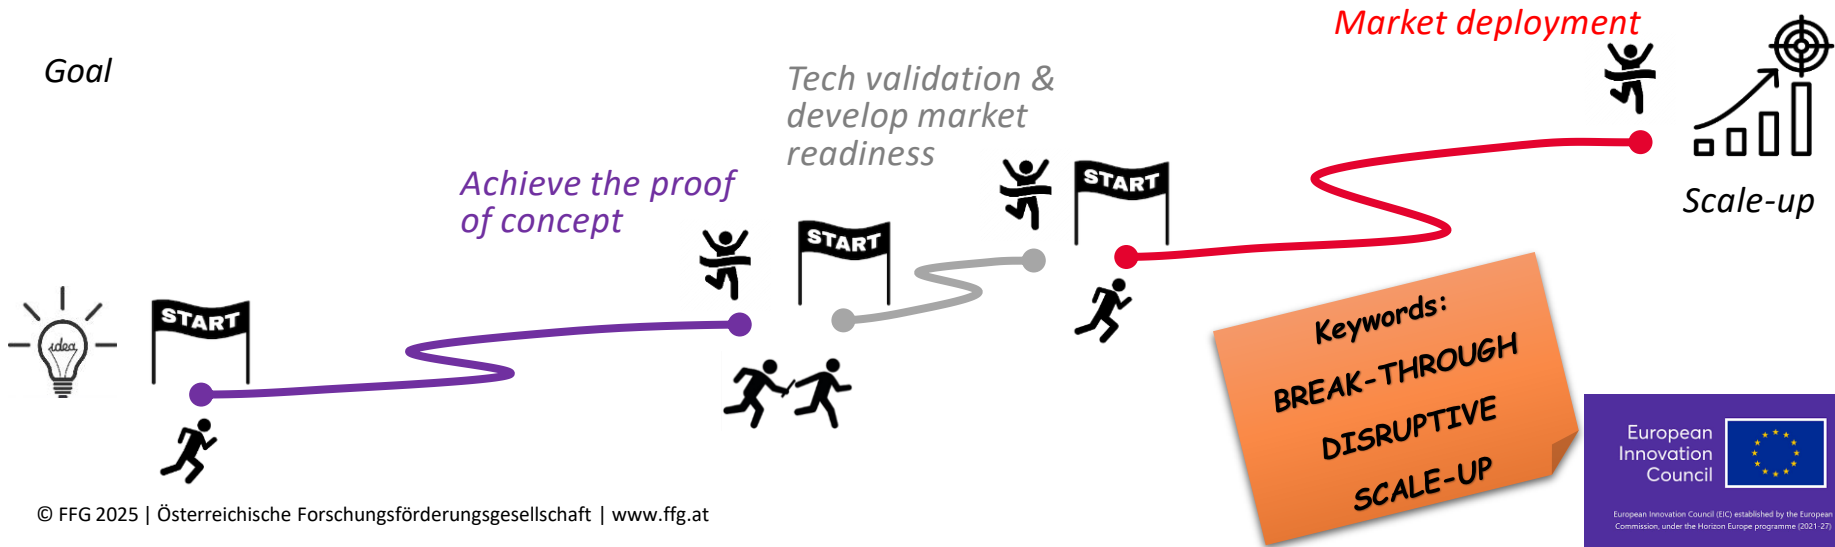 Goal
idea
START
Achieve the proof
of concept
START
Tech validation &
develop market
readiness
START
Market deployment
Scale-up
Keywords:
BREAK-THROUGH
DISRUPTIVE
SCALE-UP
European
Innovation
Council
European Innovation Council (EIC) established by the European
Commission, under the Horizon Europe programme (2021-27)
© FFG 2025 | Österreichische Forschungsförderungsgesellschaft | www.ffg.at